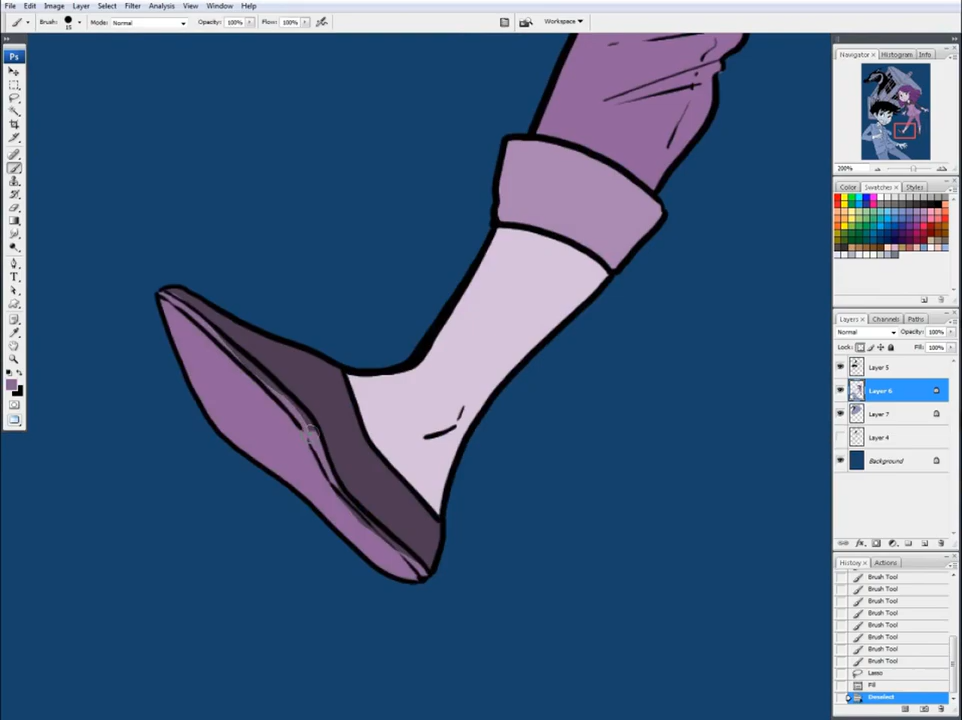 File Edit Image Layer Select Filter Analysis View Window Help
Brush: 15 Mode: Normal Opacity: 100% Flow: 100% Workspace
Ps
Navigator Histogram Info
200%
Color Swatches Styles
Layers Channels Paths
Normal Opacity: 100%
Lock: Fill: 100%
Layer 5
Layer 6
Layer 7
Layer 4
Background
History Actions
Brush Tool
Brush Tool
Brush Tool
Brush Tool
Brush Tool
Brush Tool
Brush Tool
Brush Tool
Lasso
Fill
Deselect